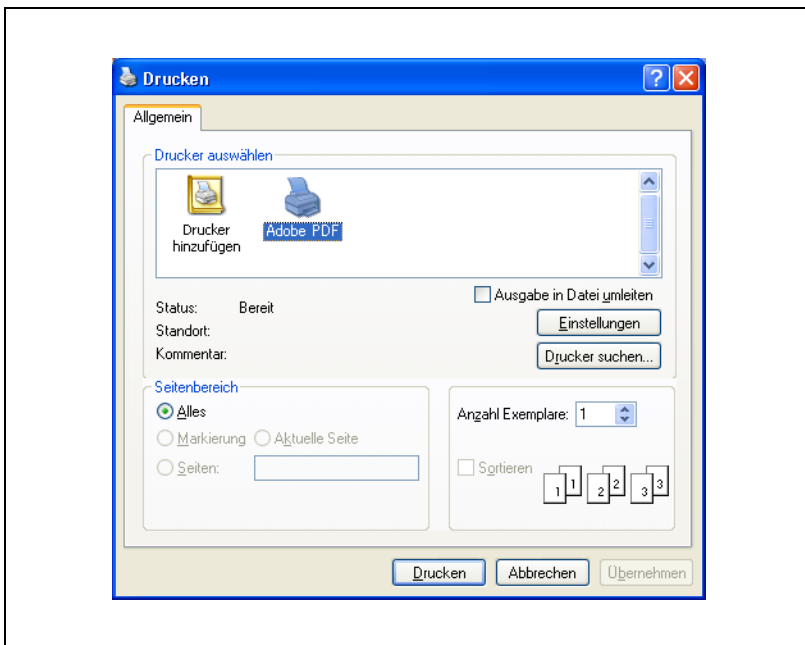 Drucken
Allgemein
Drucker auswählen
Drucker
hinzufügen
Adobe PDF
Ausgabe in Datei umleiten
Status: Bereit
Einstellungen
Standort:
Kommentar:
Drucker suchen...
Seitenbereich
Alles
Anzahl Exemplare: 1
Markierung Aktuelle Seite
Seiten:
Sortieren
1 1 2 2 3 3
Drucken Abbrechen Übernehmen